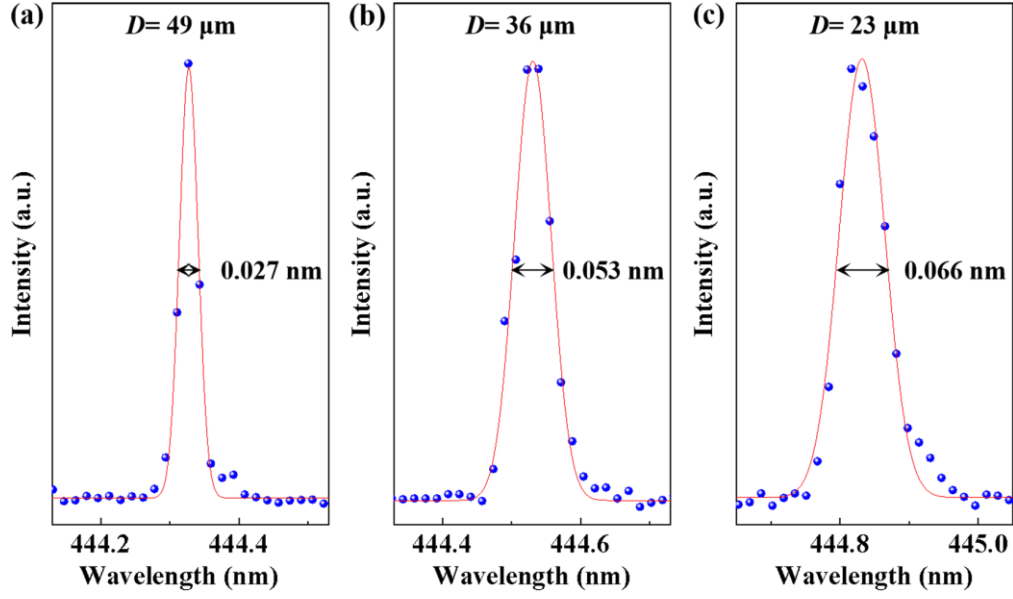 (a)
D= 49 μm
0.027 nm
Intensity (a.u.)
444.2
444.4
Wavelength (nm)
(b)
D= 36 μm
0.053 nm
Intensity (a.u.)
444.4
444.6
Wavelength (nm)
(c)
D= 23 μm
0.066 nm
Intensity (a.u.)
444.8
445.0
Wavelength (nm)